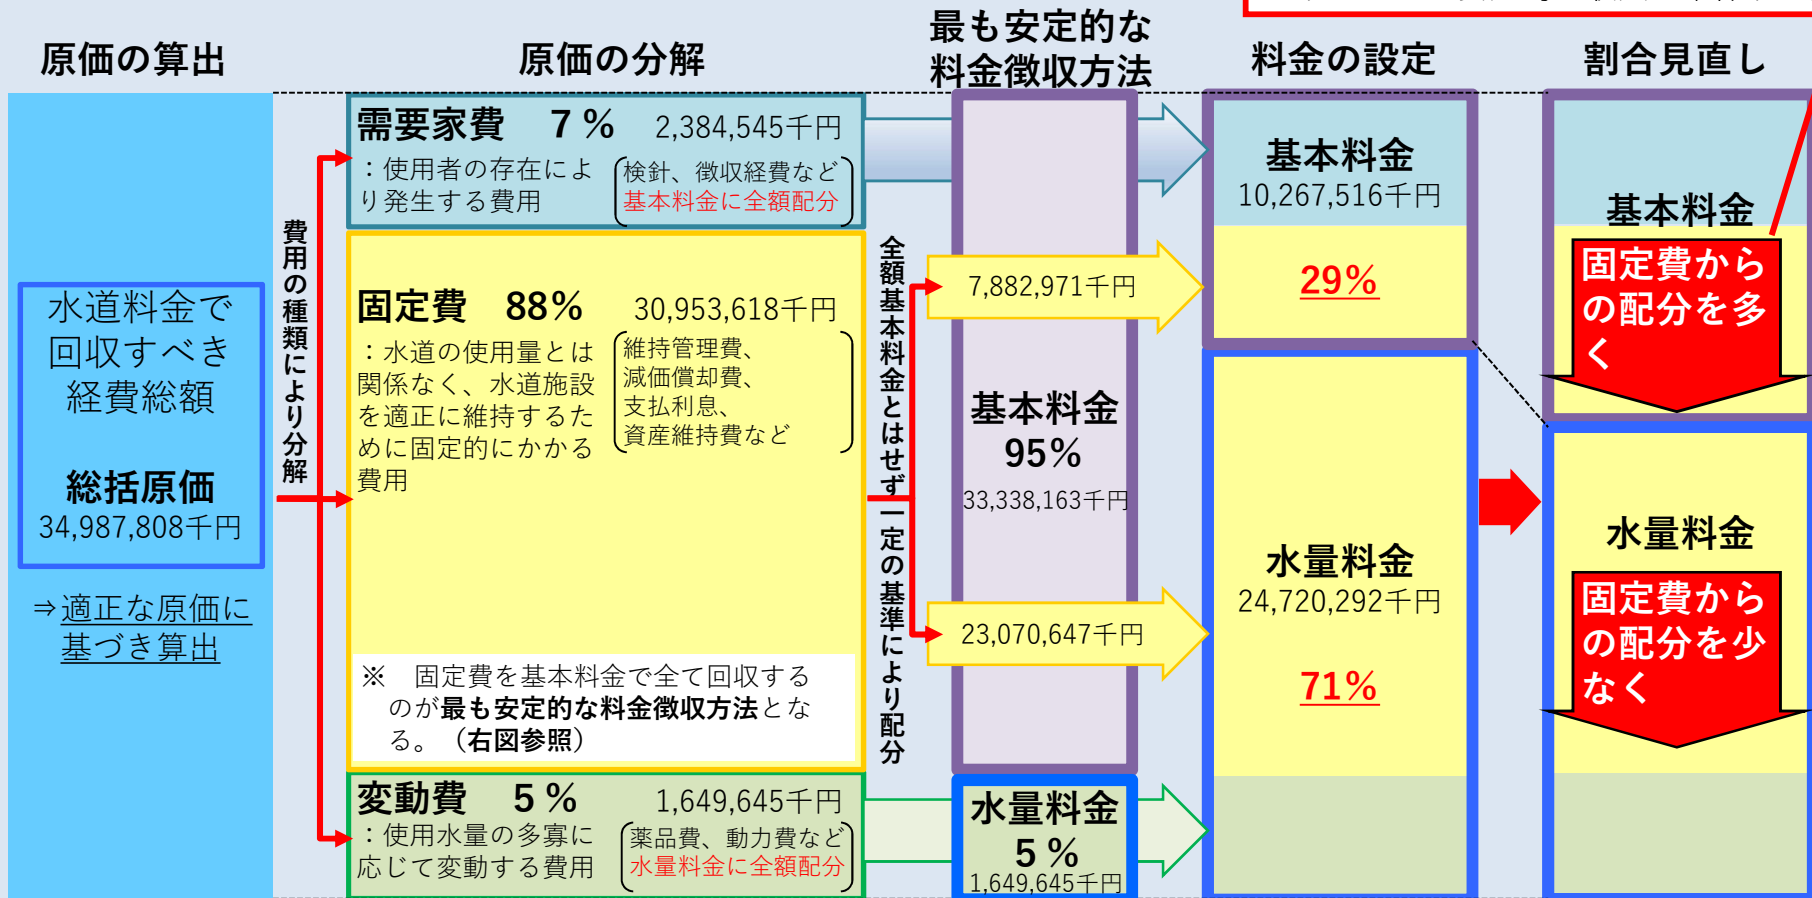 原価の算出
原価の分解
最も安定的な
料金徴収方法
料金の設定
割合見直し
水道料金で
回収すべき
経費総額
総括原価
34,987,808千円
⇒適正な原価に
基づき算出
費用の種類により分解
需要家費 7% 2,384,545千円
：使用者の存在によ
り発生する費用
検針、徴収経費など
基本料金に全額配分
固定費 88% 30,953,618千円
：水道の使用量とは
関係なく、水道施設
を適正に維持するた
めに固定的にかかる
費用
維持管理費、
減価償却費、
支払利息、
資産維持費など
※ 固定費を基本料金で全て回収する
のが最も安定的な料金徴収方法とな
る。（右図参照）
変動費 5% 1,649,645千円
：使用水量の多寡に
応じて変動する費用
薬品費、動力費など
水量料金に全額配分
全額基本料金とはせず一定の基準により配分
7,882,971千円
基本料金
95%
33,338,163千円
23,070,647千円
水量料金
5%
1,649,645千円
基本料金
10,267,516千円
29%
水量料金
24,720,292千円
71%
基本料金
固定費から
の配分を多
く
水量料金
固定費から
の配分を少
なく